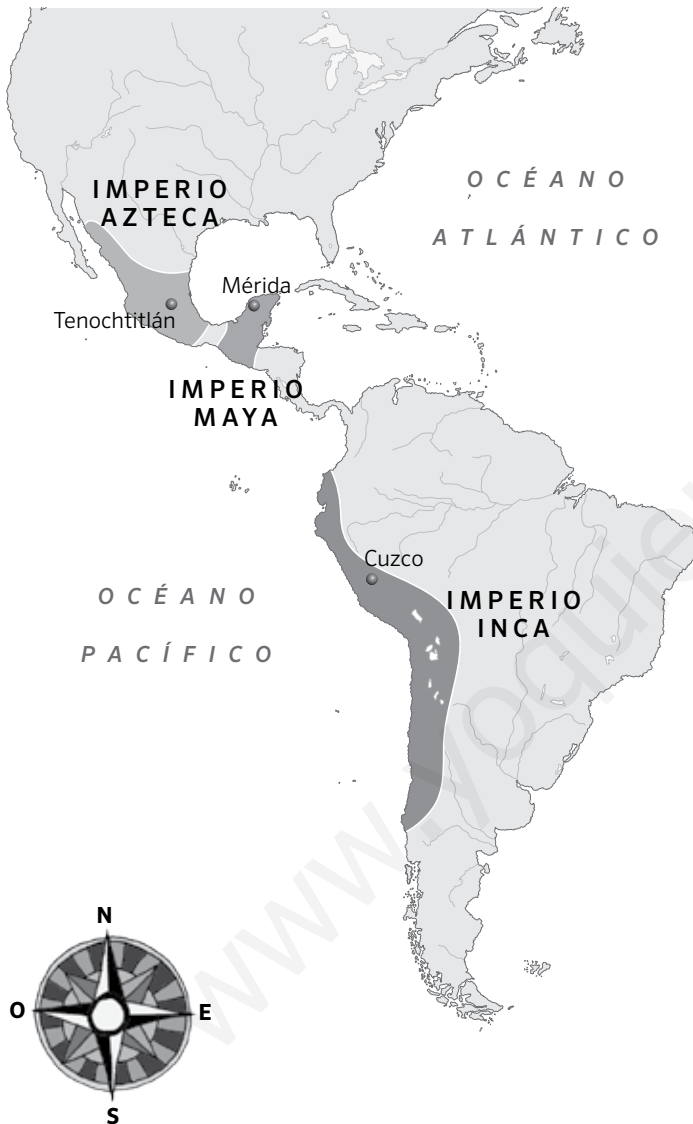 IMPERIO
AZTECA
OCÉANO
ATLÁNTICO
Mérida
Tenochtitlán
IMPERIO
MAYA
Cuzco
OCÉANO
PACÍFICO
IMPERIO
INCA
N
O
E
S